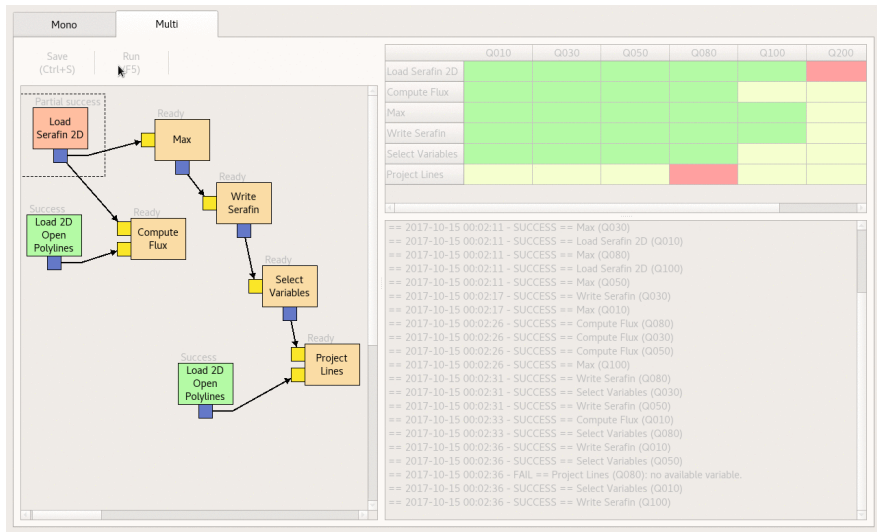 Mono
Multi
Save
(Ctrl+S)
Run
(F5)
Partial success
Load
Serafin 2D
Ready
Max
Ready
Write
Serafin
Success
Load 2D
Open
Polylines
Ready
Compute
Flux
Ready
Select
Variables
Ready
Project
Lines
Success
Load 2D
Open
Polylines
Q010 Q030 Q050 Q080 Q100 Q200
Load Serafin 2D
Compute Flux
Max
Write Serafin
Select Variables
Project Lines
== 2017-10-15 00:02:11 - SUCCESS == Max (Q030)
== 2017-10-15 00:02:11 - SUCCESS == Load Serafin 2D (Q010)
== 2017-10-15 00:02:11 - SUCCESS == Max (Q080)
== 2017-10-15 00:02:11 - SUCCESS == Load Serafin 2D (Q100)
== 2017-10-15 00:02:11 - SUCCESS == Max (Q050)
== 2017-10-15 00:02:17 - SUCCESS == Write Serafin (Q030)
== 2017-10-15 00:02:17 - SUCCESS == Max (Q010)
== 2017-10-15 00:02:26 - SUCCESS == Compute Flux (Q080)
== 2017-10-15 00:02:26 - SUCCESS == Compute Flux (Q030)
== 2017-10-15 00:02:26 - SUCCESS == Compute Flux (Q050)
== 2017-10-15 00:02:26 - SUCCESS == Max (Q100)
== 2017-10-15 00:02:31 - SUCCESS == Write Serafin (Q080)
== 2017-10-15 00:02:31 - SUCCESS == Select Variables (Q030)
== 2017-10-15 00:02:31 - SUCCESS == Write Serafin (Q050)
== 2017-10-15 00:02:33 - SUCCESS == Compute Flux (Q010)
== 2017-10-15 00:02:33 - SUCCESS == Select Variables (Q080)
== 2017-10-15 00:02:36 - SUCCESS == Write Serafin (Q010)
== 2017-10-15 00:02:36 - SUCCESS == Select Variables (Q050)
== 2017-10-15 00:02:36 - FAIL == Project Lines (Q080): no available variable.
== 2017-10-15 00:02:36 - SUCCESS == Select Variables (Q010)
== 2017-10-15 00:02:36 - SUCCESS == Write Serafin (Q100)